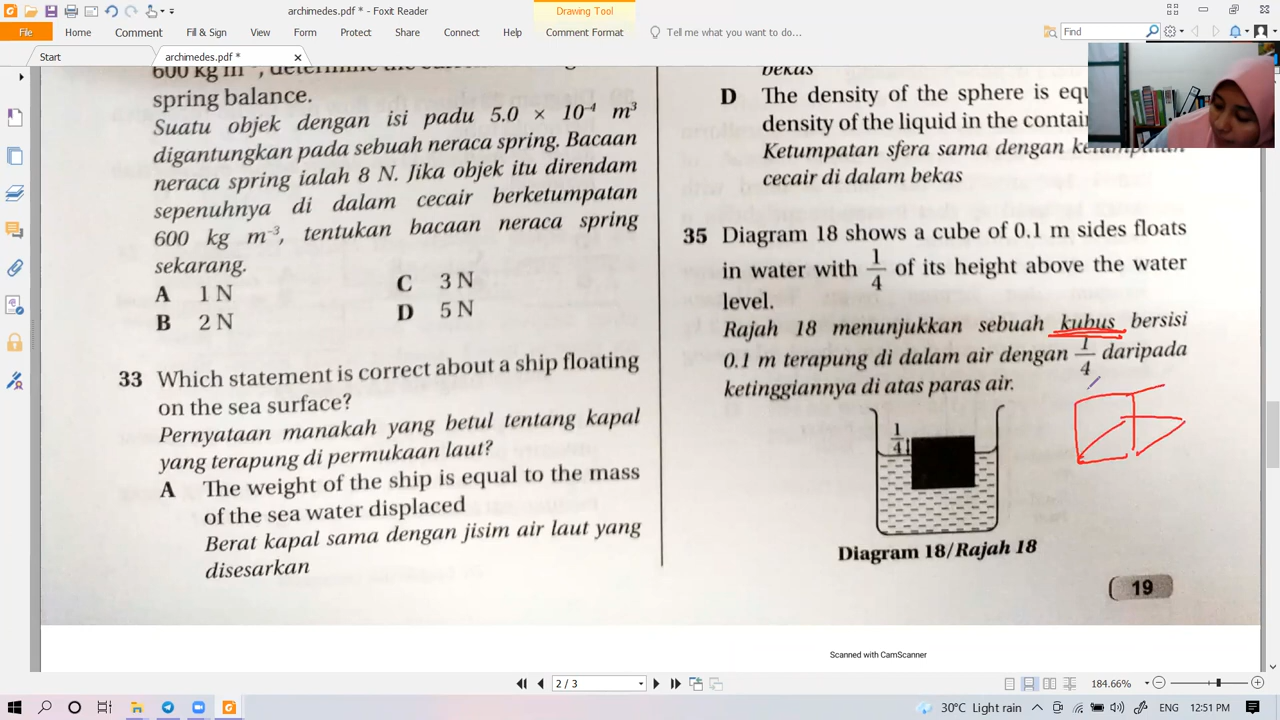 archimedes.pdf * - Foxit Reader
Drawing Tool
File
Home
Comment
Fill & Sign
View
Form
Protect
Share
Connect
Help
Comment Format
Tell me what you want to do...
Find
Start
archimedes.pdf *
spring balance.
Suatu objek dengan isi padu 5.0 × 10⁻⁴ m³
digantungkan pada sebuah neraca spring. Bacaan
neraca spring ialah 8 N. Jika objek itu direndam
sepenuhnya di dalam cecair berketumpatan
600 kg m⁻³, tentukan bacaan neraca spring
sekarang.
A 1 N
C 3 N
B 2 N
D 5 N
33 Which statement is correct about a ship floating
on the sea surface?
Pernyataan manakah yang betul tentang kapal
yang terapung di permukaan laut?
A The weight of the ship is equal to the mass
of the sea water displaced
Berat kapal sama dengan jisim air laut yang
disesarkan
bekas
D The density of the sphere is equ
density of the liquid in the contai
Ketumpatan sfera sama dengan ketumpatan
cecair di dalam bekas
35 Diagram 18 shows a cube of 0.1 m sides floats
in water with 1/4 of its height above the water
level.
Rajah 18 menunjukkan sebuah kubus bersisi
0.1 m terapung di dalam air dengan 1/4 daripada
ketinggiannya di atas paras air.
1/4
Diagram 18/Rajah 18
19
Scanned with CamScanner
2 / 3
184.66%
30°C Light rain
ENG
12:51 PM